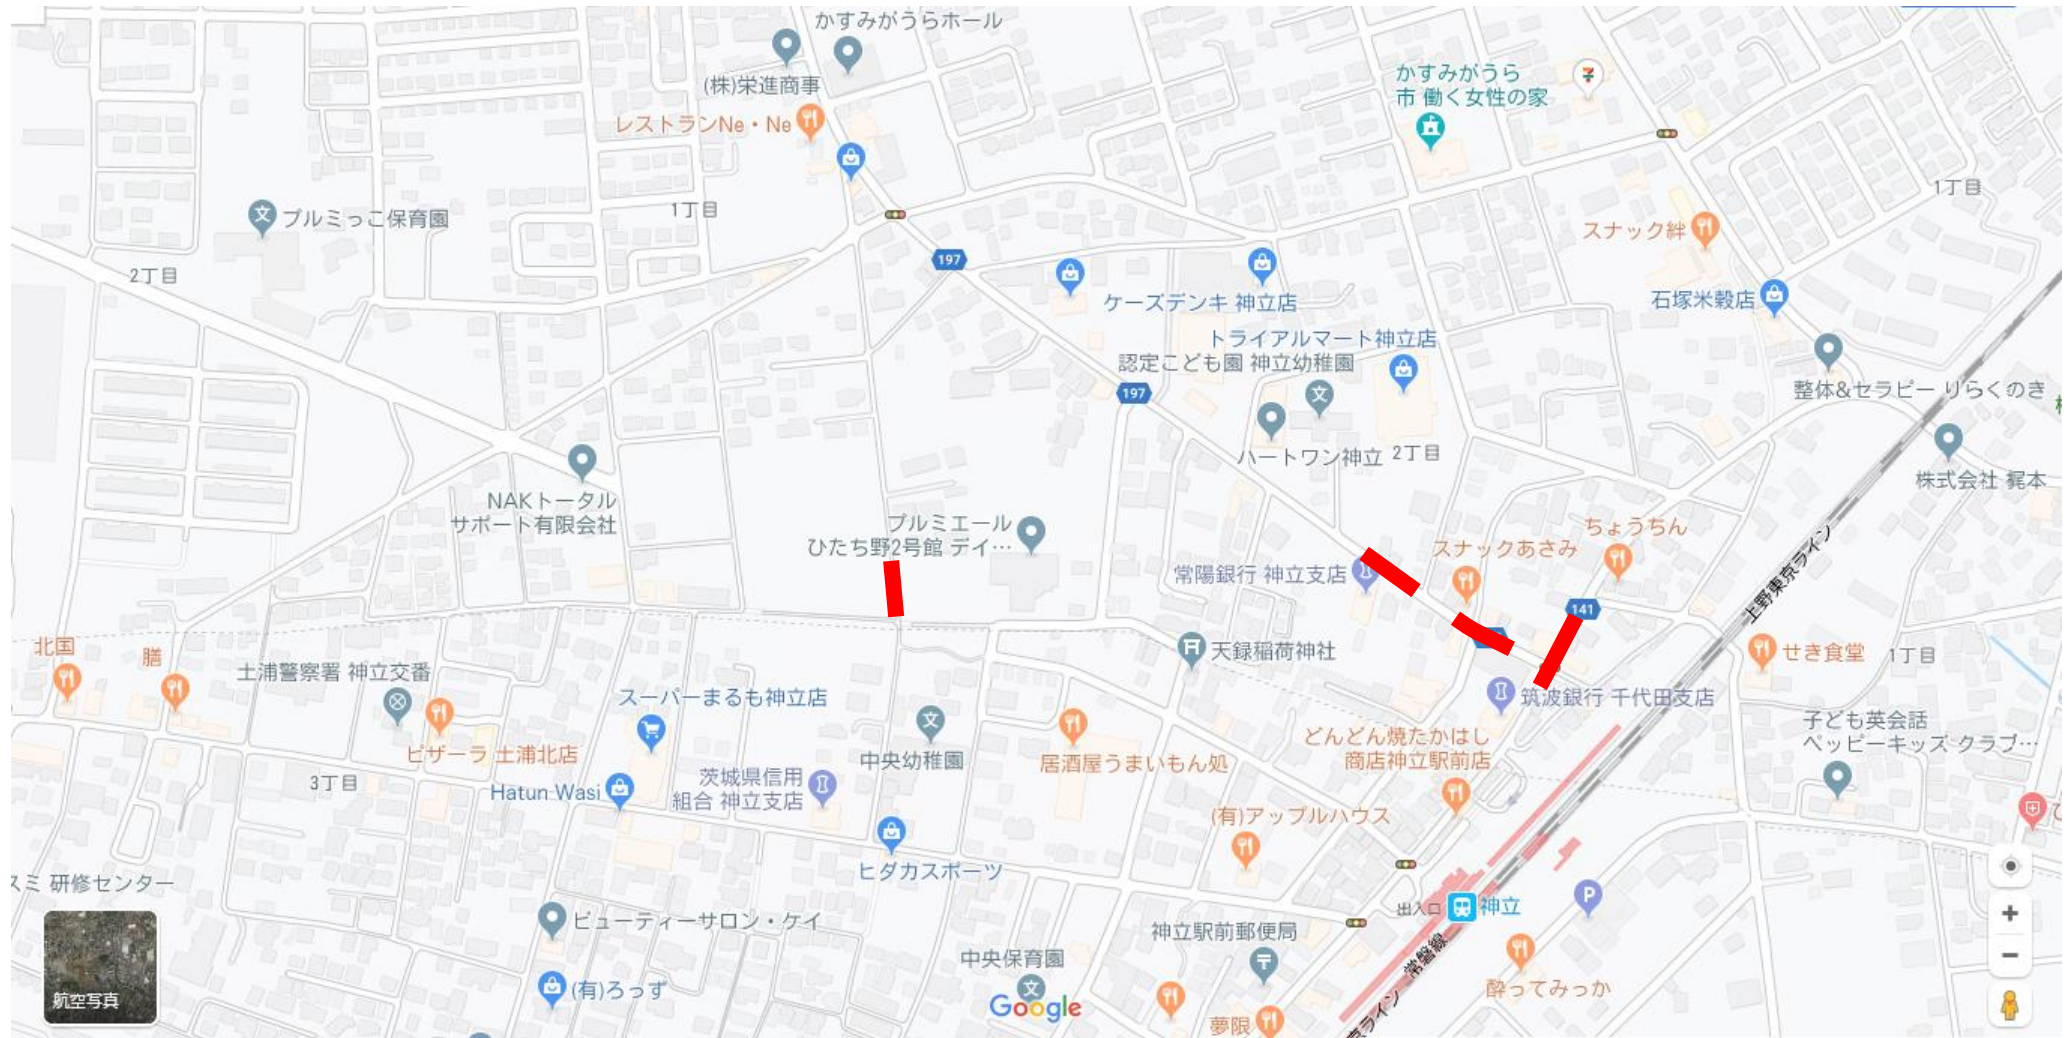 かすみがうらホール
(株)栄進商事
レストランNe・Ne
かすみがうら
市 働く女性の家
1丁目
1丁目
プルミっこ保育園
2丁目
スナック絆
197
ケーズデンキ 神立店
石塚米穀店
トライアルマート神立店
認定こども園 神立幼稚園
197
整体&セラピー りらくのき
ハートワン神立
2丁目
株式会社 梶本
NAKトータル
サポート有限会社
プルミエール
ひたち野2号館 デイ…
ちょうちん
スナックあさみ
常陽銀行 神立支店
上野東京ライン
141
北国
膳
土浦警察署 神立交番
天録稲荷神社
せき食堂
1丁目
スーパーまるも神立店
筑波銀行 千代田支店
子ども英会話
ペッピーキッズ クラブ…
ピザーラ 土浦北店
中央幼稚園
居酒屋うまいもん処
どんどん焼たかはし
商店神立駅前店
3丁目
Hatun Wasi
茨城県信用
組合 神立支店
(有)アップルハウス
ヒダカスポーツ
スミ 研修センター
出入口
神立
P
ビューティーサロン・ケイ
神立駅前郵便局
常磐線
中央保育園
航空写真
(有)ろっず
Google
酔ってみっか
夢限
京ライン